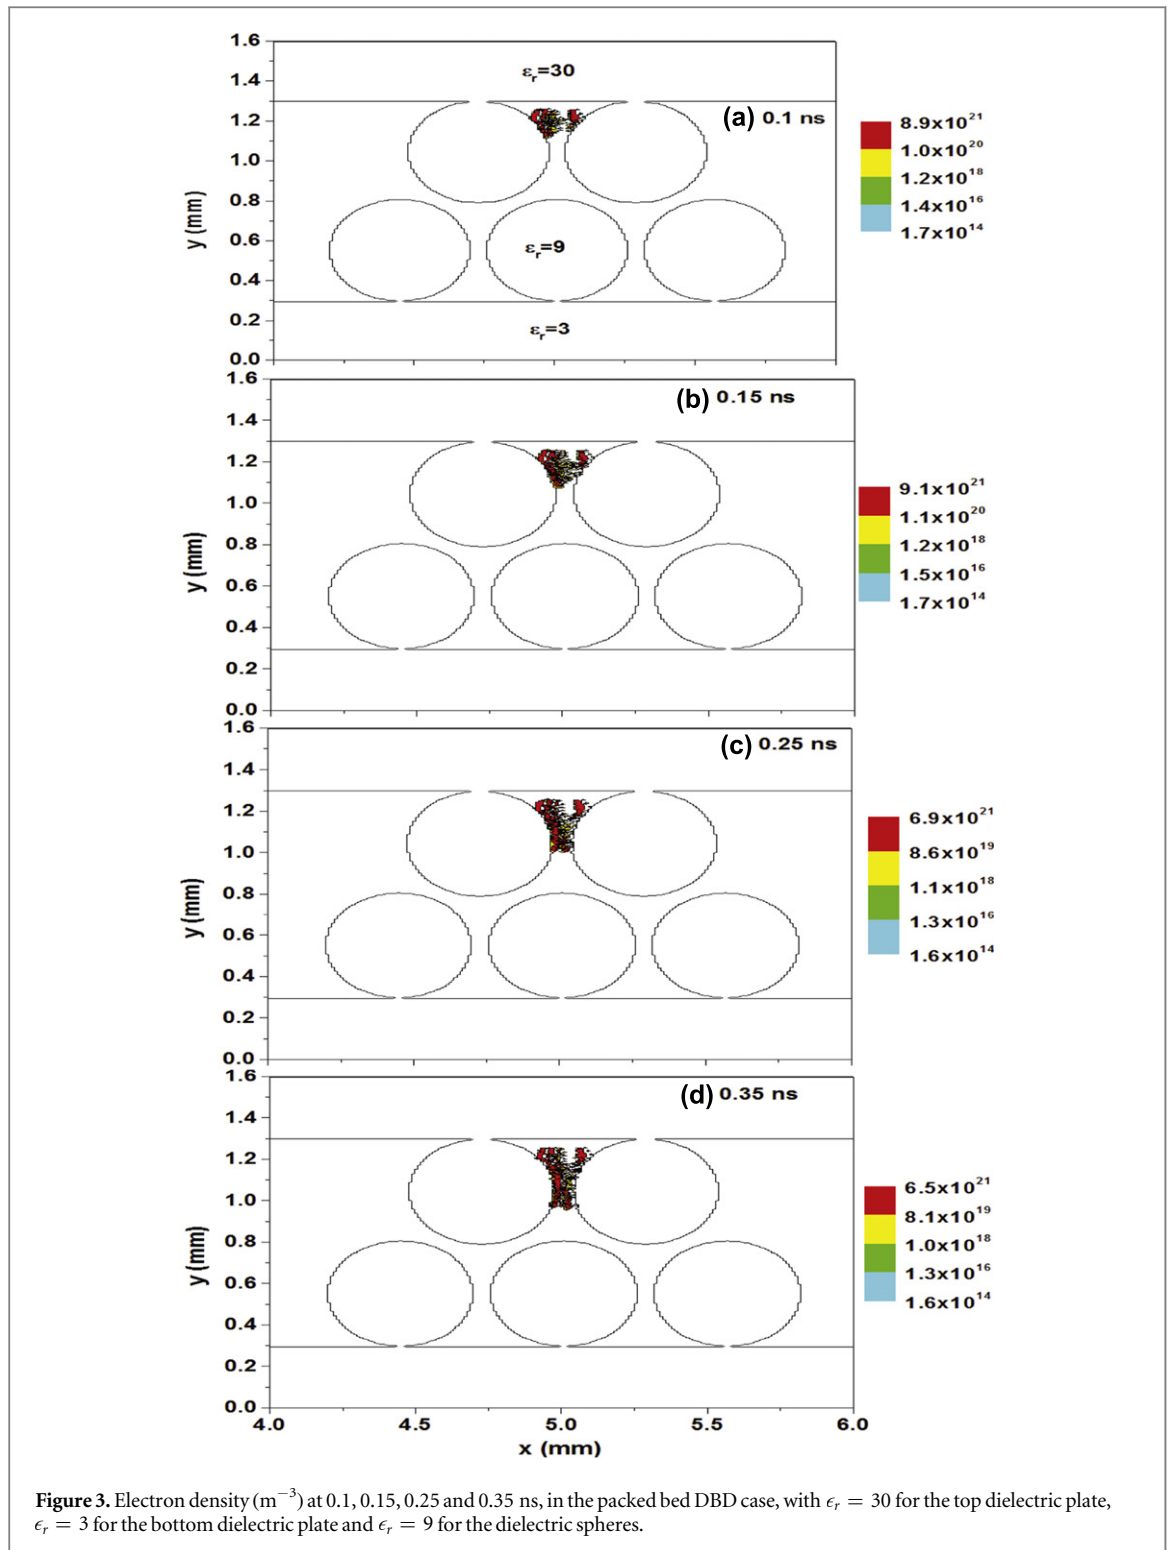 1.6
1.4
1.2
1.0
0.8
0.6
0.4
0.2
0.0
y (mm)
εr=30
εr=9
εr=3
(a) 0.1 ns
8.9x10²¹
1.0x10²⁰
1.2x10¹⁸
1.4x10¹⁶
1.7x10¹⁴
1.6
1.4
1.2
1.0
0.8
0.6
0.4
0.2
0.0
y (mm)
(b) 0.15 ns
9.1x10²¹
1.1x10²⁰
1.2x10¹⁸
1.5x10¹⁶
1.7x10¹⁴
1.6
1.4
1.2
1.0
0.8
0.6
0.4
0.2
0.0
y (mm)
(c) 0.25 ns
6.9x10²¹
8.6x10¹⁹
1.1x10¹⁸
1.3x10¹⁶
1.6x10¹⁴
1.6
1.4
1.2
1.0
0.8
0.6
0.4
0.2
0.0
y (mm)
(d) 0.35 ns
6.5x10²¹
8.1x10¹⁹
1.0x10¹⁸
1.3x10¹⁶
1.6x10¹⁴
4.0 4.5 5.0 5.5 6.0
x (mm)
Figure 3. Electron density (m⁻³) at 0.1, 0.15, 0.25 and 0.35 ns, in the packed bed DBD case, with ϵr = 30 for the top dielectric plate,
ϵr = 3 for the bottom dielectric plate and ϵr = 9 for the dielectric spheres.